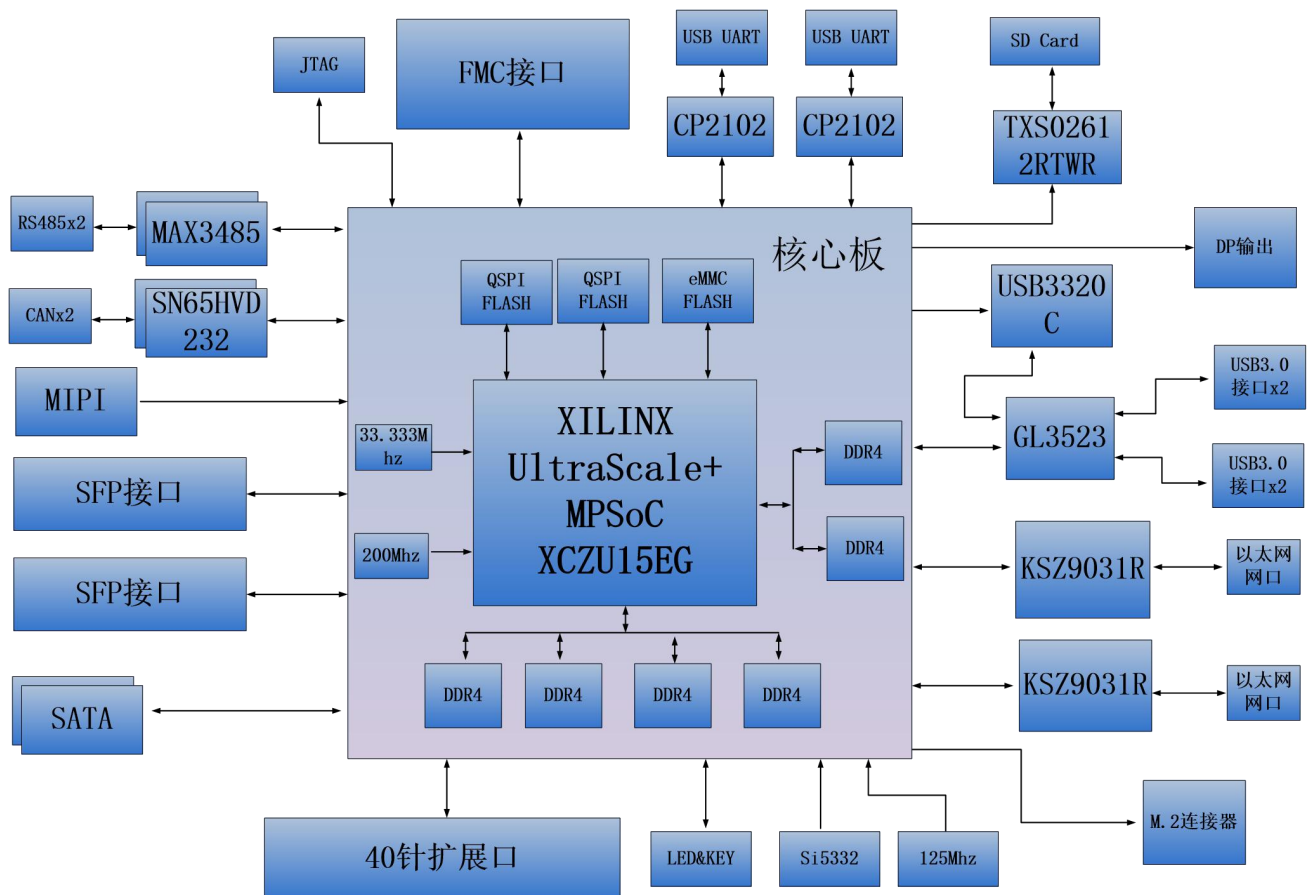 JTAG
FMC接口
USB UART
USB UART
SD Card
CP2102
CP2102
TXS0261
2RTWR
RS485x2
MAX3485
核心板
DP输出
CANx2
SN65HVD
232
QSPI
FLASH
QSPI
FLASH
eMMC
FLASH
USB3320
C
MIPI
USB3.0
接口x2
GL3523
33.333M
hz
XILINX
UltraScale+
MPSoC
XCZU15EG
DDR4
SFP接口
USB3.0
接口x2
200Mhz
DDR4
SFP接口
KSZ9031R
以太网
网口
DDR4
DDR4
DDR4
DDR4
KSZ9031R
以太网
网口
SATA
M.2连接器
40针扩展口
LED&KEY
Si5332
125Mhz